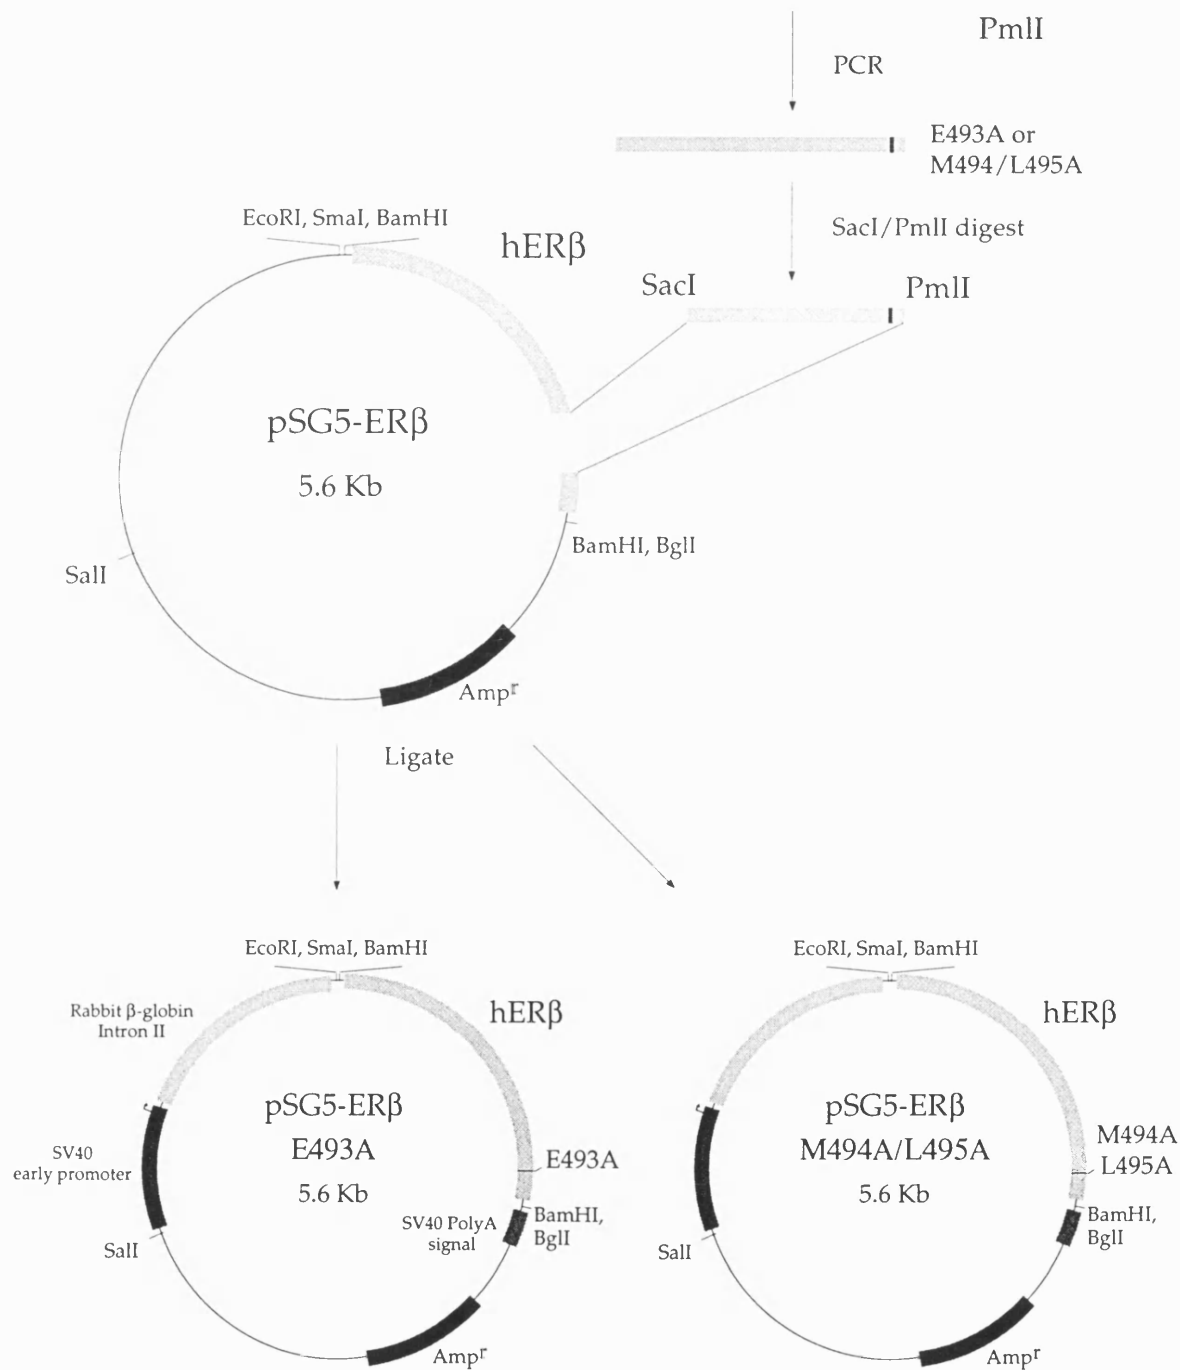 PmlI
PCR
E493A or
M494/L495A
EcoRI, SmaI, BamHI
hERβ
SacI/PmlI digest
SacI
PmlI
pSG5-ERβ
5.6 Kb
BamHI, BglI
SalI
Ampr
Ligate
EcoRI, SmaI, BamHI
Rabbit β-globin
Intron II
hERβ
pSG5-ERβ
E493A
5.6 Kb
SV40
early promoter
E493A
SV40 PolyA
signal
BamHI,
BglI
SalI
Ampr
EcoRI, SmaI, BamHI
hERβ
pSG5-ERβ
M494A/L495A
5.6 Kb
M494A
L495A
BamHI,
BglI
SalI
Ampr